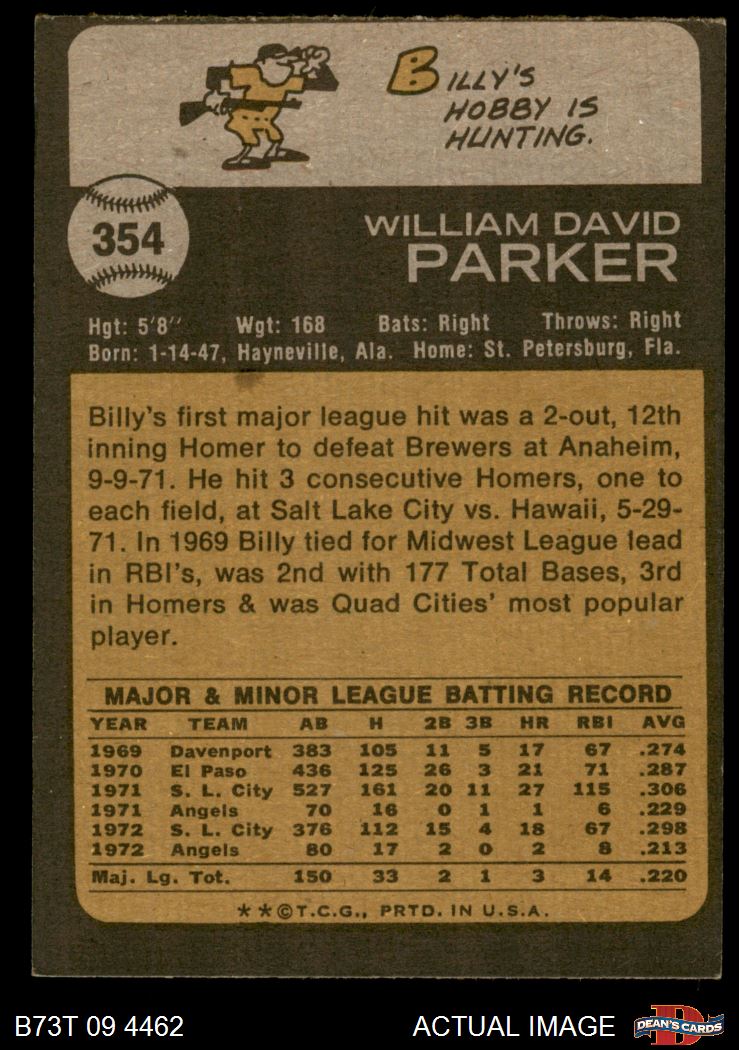 BILLY'S
HOBBY IS
HUNTING.
354
WILLIAM DAVID
PARKER
Hgt: 5'8" Wgt: 168 Bats: Right Throws: Right
Born: 1-14-47, Hayneville, Ala. Home: St. Petersburg, Fla.
Billy's first major league hit was a 2-out, 12th
inning Homer to defeat Brewers at Anaheim,
9-9-71. He hit 3 consecutive Homers, one to
each field, at Salt Lake City vs. Hawaii, 5-29-
71. In 1969 Billy tied for Midwest League lead
in RBI's, was 2nd with 177 Total Bases, 3rd
in Homers & was Quad Cities' most popular
player.
MAJOR & MINOR LEAGUE BATTING RECORD
YEAR TEAM AB H 2B 3B HR RBI AVG
1969 Davenport 383 105 11 5 17 67 .274
1970 El Paso 436 125 26 3 21 71 .287
1971 S. L. City 527 161 20 11 27 115 .306
1971 Angels 70 16 0 1 1 6 .229
1972 S. L. City 376 112 15 4 18 67 .298
1972 Angels 80 17 2 0 2 8 .213
Maj. Lg. Tot. 150 33 2 1 3 14 .220
**©T.C.G., PRTD. IN U.S.A.
B73T 09 4462 ACTUAL IMAGE D DEAN'S CARDS